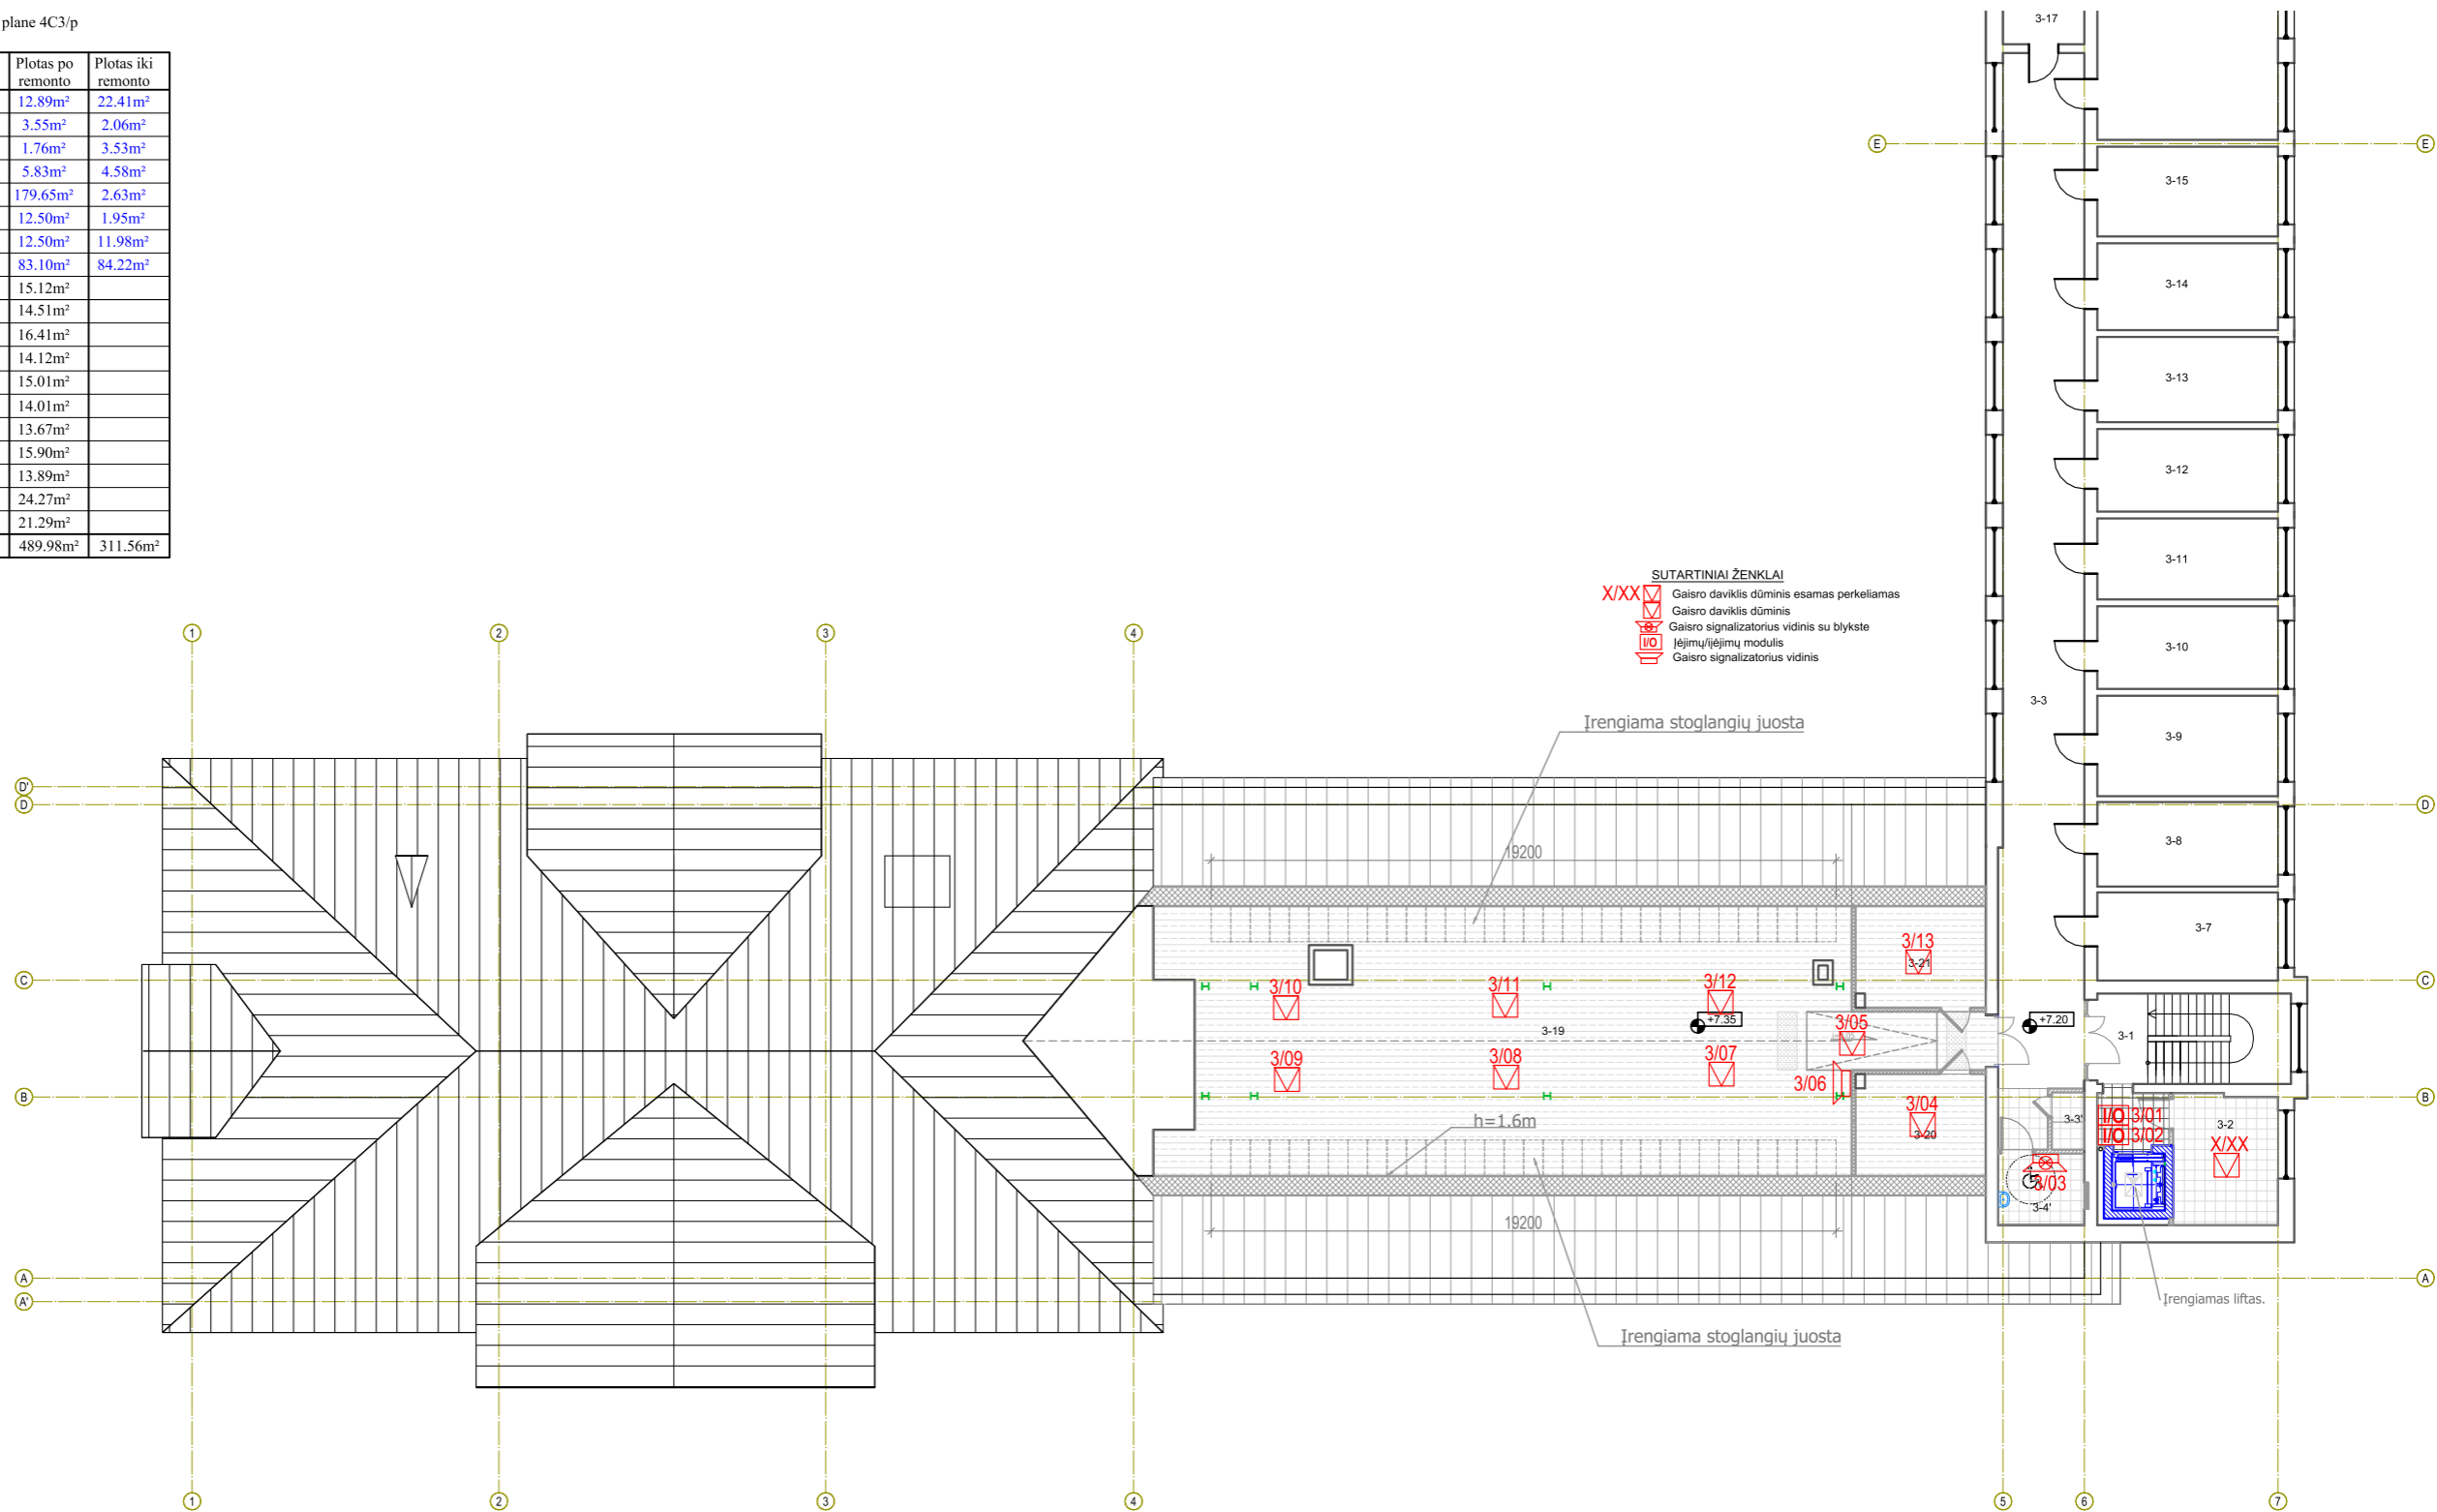 plane 4C3/p
Plotas po remonto Plotas iki remonto
12.89m² 22.41m²
3.55m² 2.06m²
1.76m² 3.53m²
5.83m² 4.58m²
179.65m² 2.63m²
12.50m² 1.95m²
12.50m² 11.98m²
83.10m² 84.22m²
15.12m²
14.51m²
16.41m²
14.12m²
15.01m²
14.01m²
13.67m²
15.90m²
13.89m²
24.27m²
21.29m²
489.98m² 311.56m²
3-17
E E
3-15
3-14
3-13
3-12
3-11
3-10
3-3
3-9
3-8
3-7
SUTARTINIAI ŽENKLAI
X/XX Gaisro daviklis dūminis esamas perkeliamas
Gaisro daviklis dūminis
Gaisro signalizatorius vidinis su blykste
I/O Įėjimų/įėjimų modulis
Gaisro signalizatorius vidinis
1 2 3 4
Įrengiama stoglangių juosta
D'
D D
19200
3/13
3-21
C C
3/10 3/11 3/12
3-19
+7.35
3/05
+7.20
3-1
3/09 3/08 3/07
3/06
B B
3/04
3-20
h=1.6m
3-3'
I/O 3/01
I/O 3/02
3-2
X/XX
3/03
3-4'
19200
A A
A'
Įrengiamas liftas.
Įrengiama stoglangių juosta
1 2 3 4 5 6 7